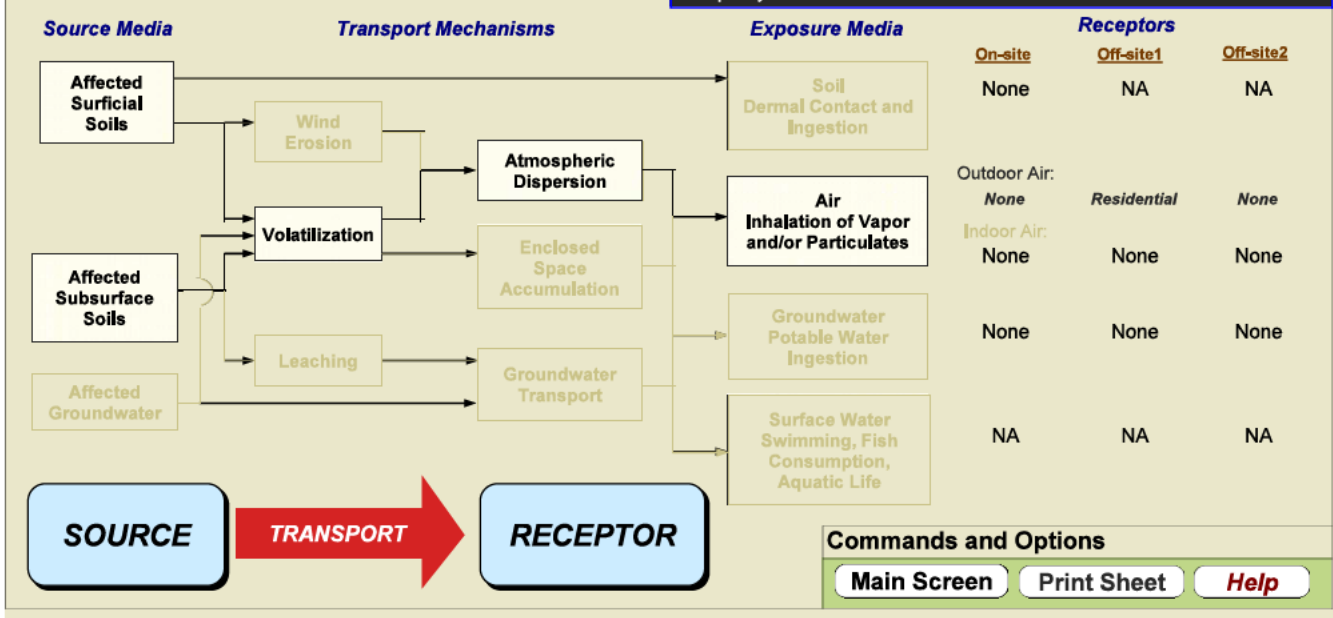 Source Media
Transport Mechanisms
Exposure Media
Receptors
On-site
Off-site1
Off-site2
Affected
Surficial
Soils
Soil
Dermal Contact and
Ingestion
None
NA
NA
Wind
Erosion
Atmospheric
Dispersion
Air
Inhalation of Vapor
and/or Particulates
Outdoor Air:
None
Residential
None
Indoor Air:
None
None
None
Volatilization
Enclosed
Space
Accumulation
Affected
Subsurface
Soils
Groundwater
Potable Water
Ingestion
None
None
None
Leaching
Groundwater
Transport
Affected
Groundwater
Surface Water
Swimming, Fish
Consumption,
Aquatic Life
NA
NA
NA
SOURCE
TRANSPORT
RECEPTOR
Commands and Options
Main Screen
Print Sheet
Help